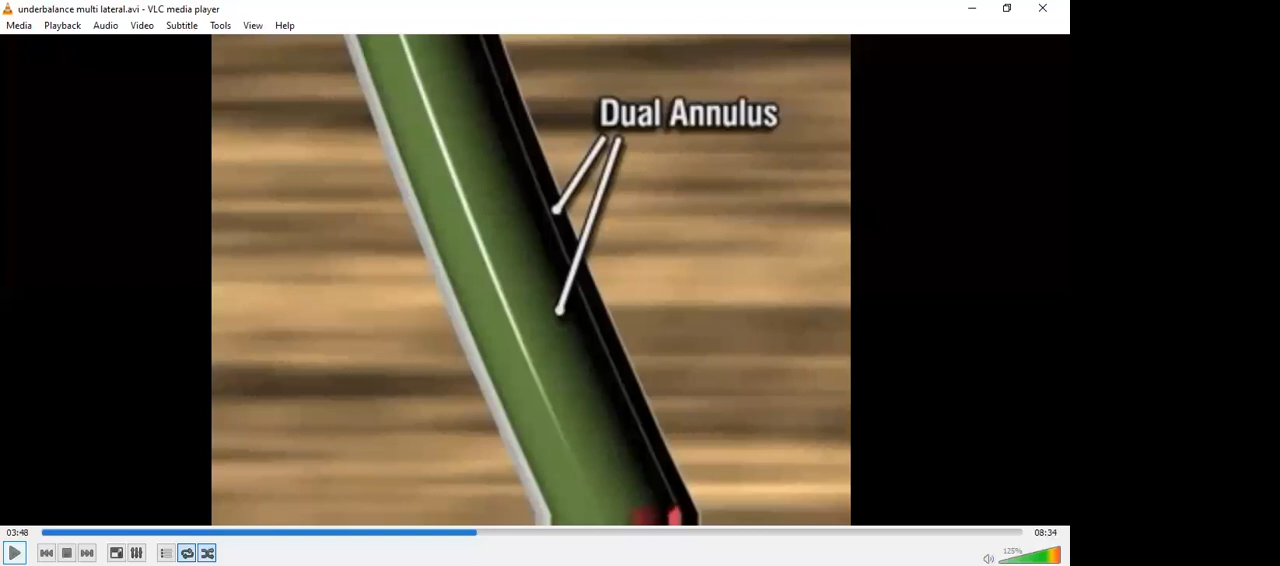 underbalance multi lateral.avi - VLC media player
Media Playback Audio Video Subtitle Tools View Help
Dual Annulus
03:48
08:34
125%